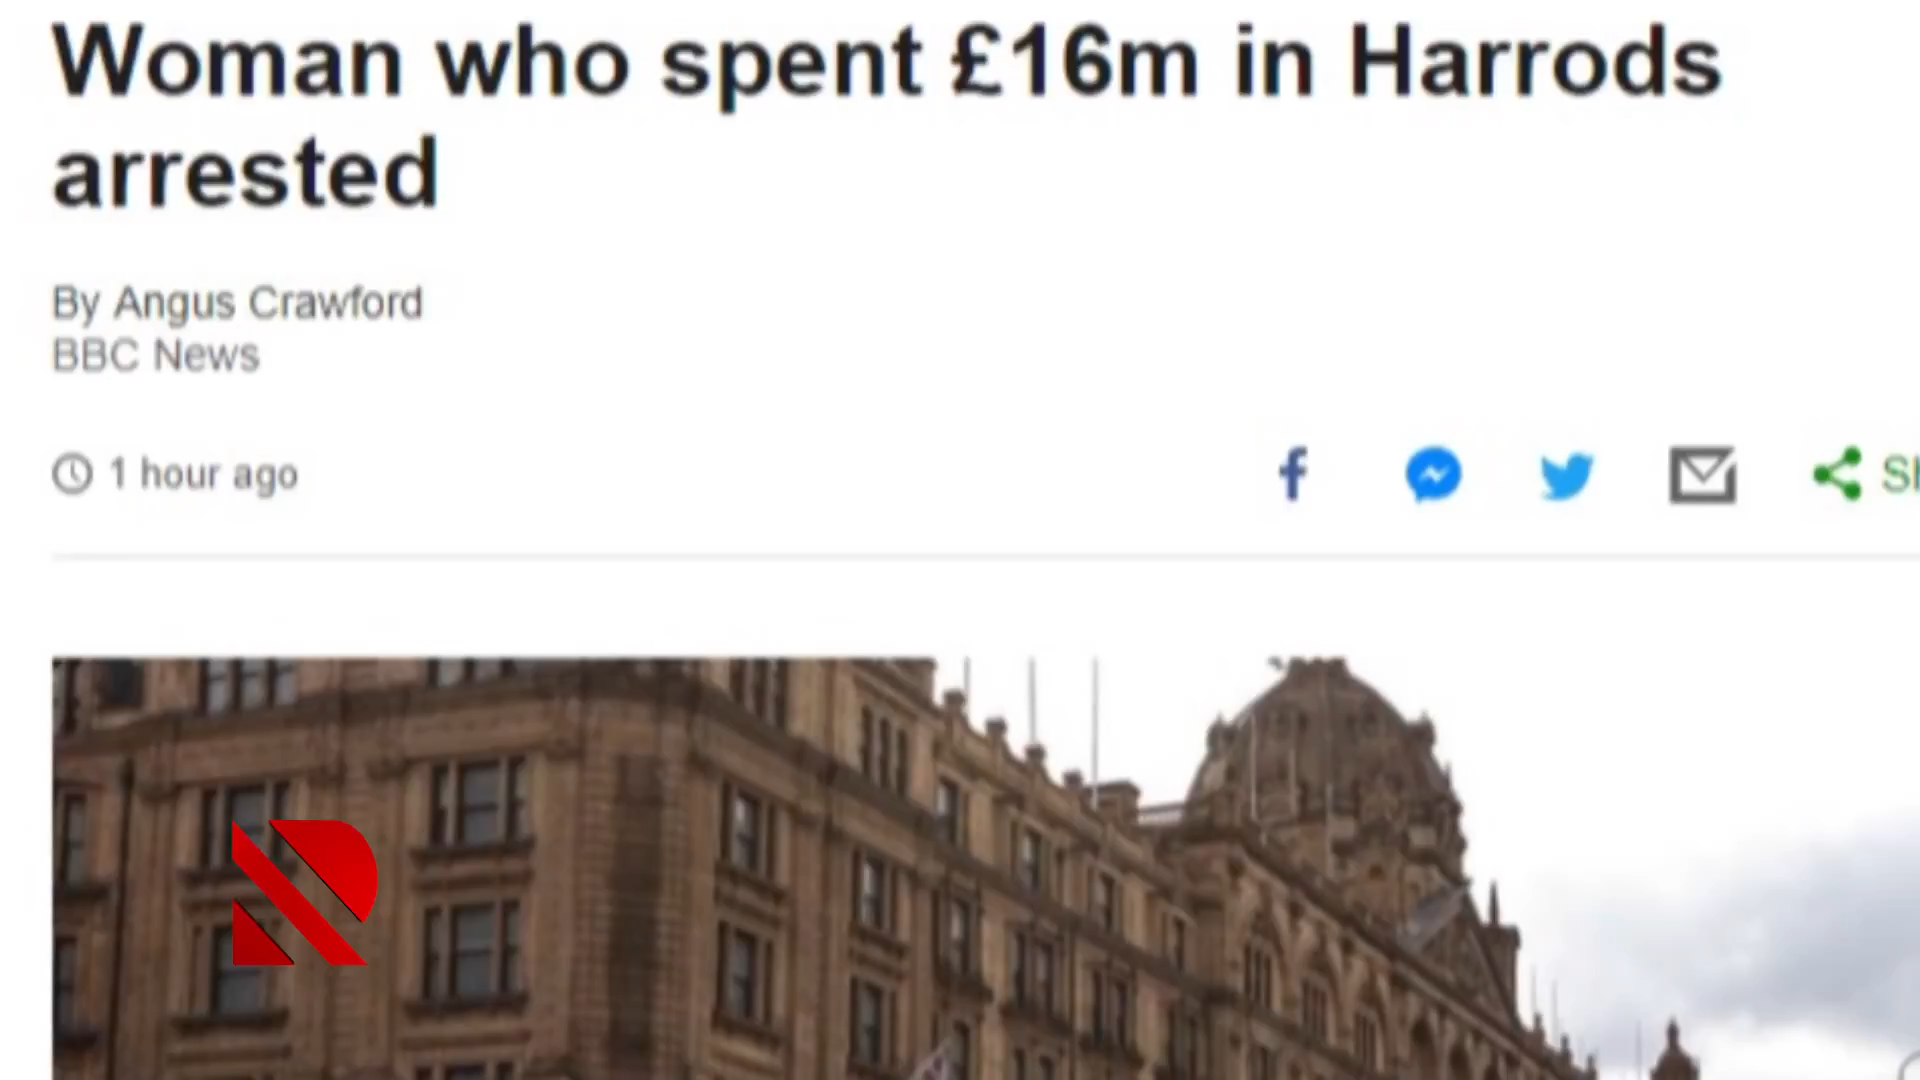 Woman who spent £16m in Harrods
arrested
By Angus Crawford
BBC News
1 hour ago